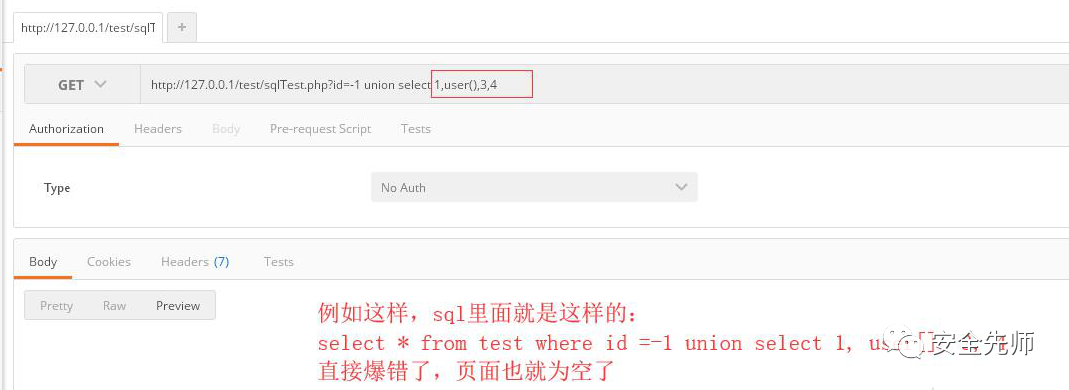 http://127.0.0.1/test/sqlT
+
GET http://127.0.0.1/test/sqlTest.php?id=-1 union select 1,user(),3,4
Authorization Headers Body Pre-request Script Tests
Type No Auth
Body Cookies Headers (7) Tests
Pretty Raw Preview
例如这样，sql里面就是这样的：
select * from test where id =-1 union select 1,
安全先师
直接爆错了，页面也就为空了